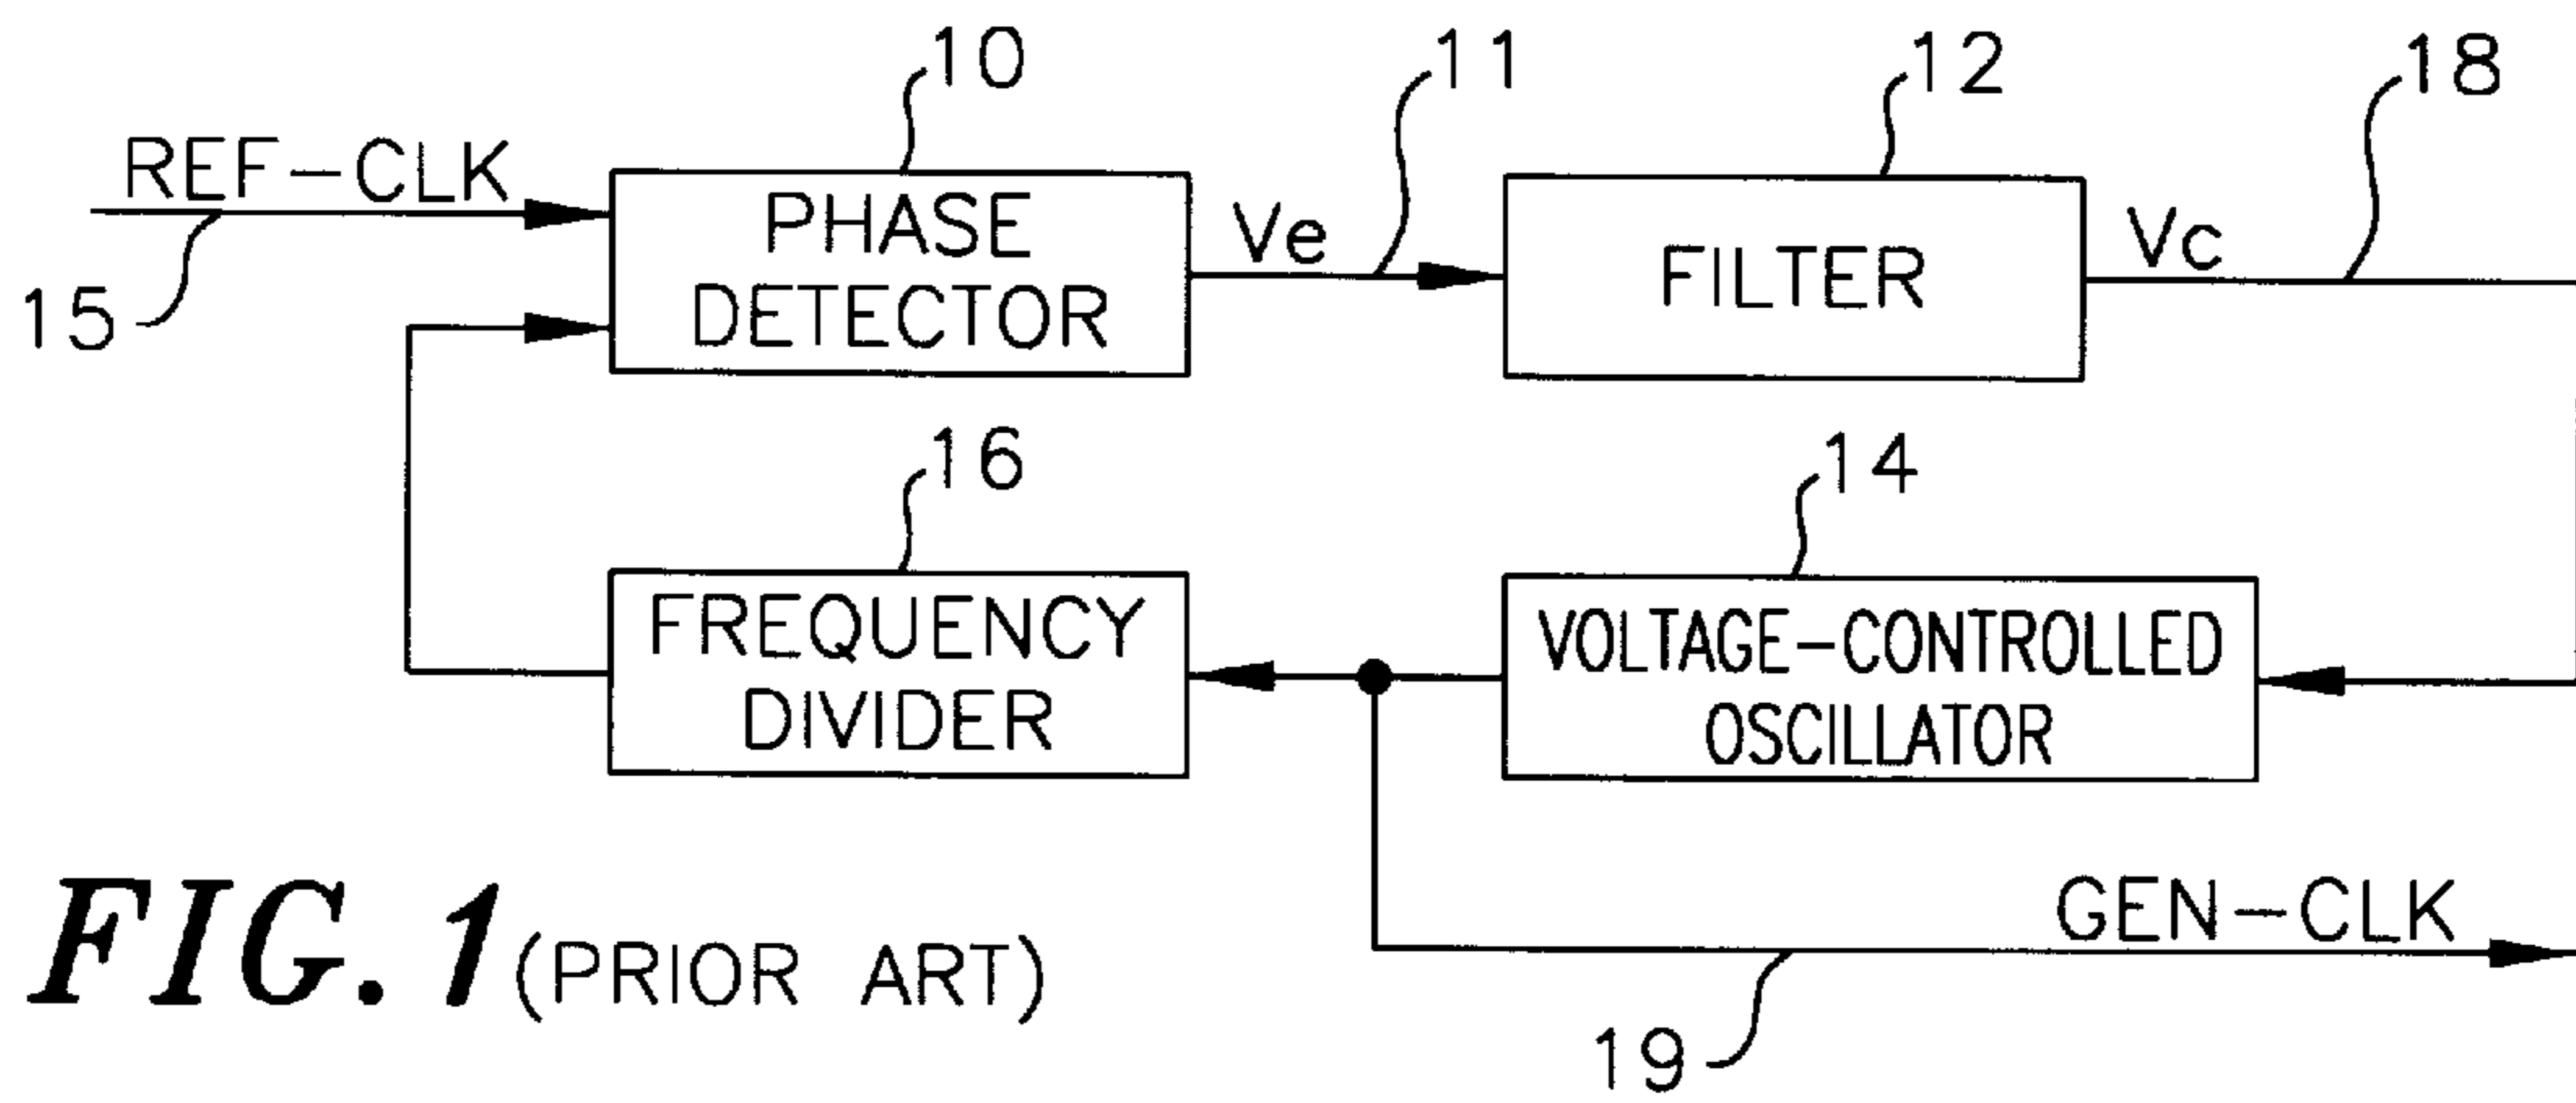 10
11
12
18
REF-CLK
15
PHASE
DETECTOR
Ve
FILTER
Vc
16
14
FREQUENCY
DIVIDER
VOLTAGE-CONTROLLED
OSCILLATOR
GEN-CLK
19
FIG. 1 (PRIOR ART)